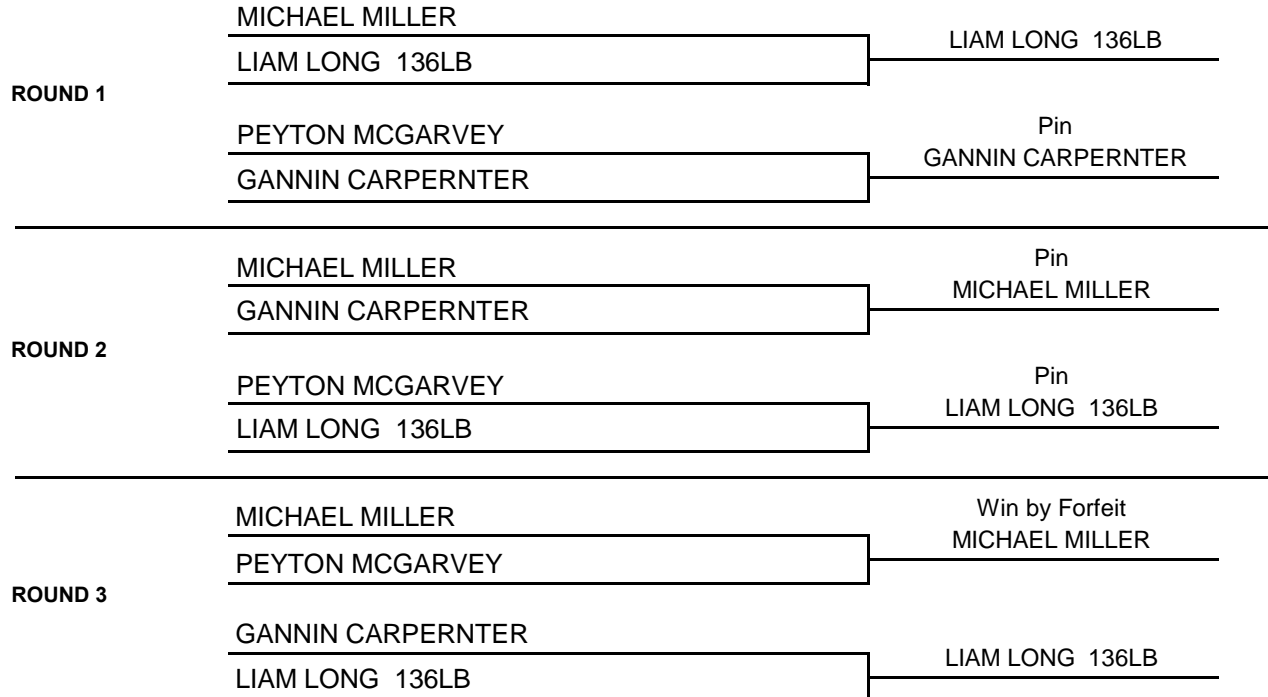 MICHAEL MILLER
LIAM LONG 136LB
LIAM LONG 136LB
ROUND 1
PEYTON MCGARVEY
GANNIN CARPERNTER
Pin
GANNIN CARPERNTER
MICHAEL MILLER
GANNIN CARPERNTER
Pin
MICHAEL MILLER
ROUND 2
PEYTON MCGARVEY
LIAM LONG 136LB
Pin
LIAM LONG 136LB
MICHAEL MILLER
PEYTON MCGARVEY
Win by Forfeit
MICHAEL MILLER
ROUND 3
GANNIN CARPERNTER
LIAM LONG 136LB
LIAM LONG 136LB